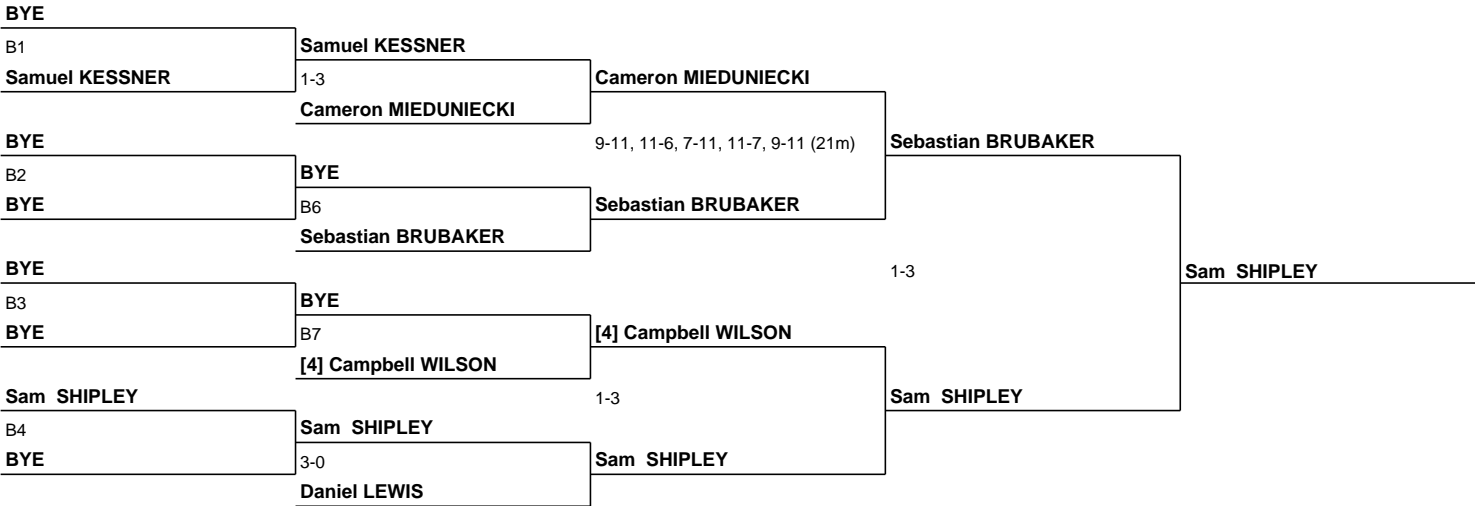 BYE
B1
Samuel KESSNER
Samuel KESSNER
1-3
Cameron MIEDUNIECKI
Cameron MIEDUNIECKI
9-11, 11-6, 7-11, 11-7, 9-11 (21m)
Sebastian BRUBAKER
BYE
B2
BYE
BYE
B6
Sebastian BRUBAKER
Sebastian BRUBAKER
1-3
Sam SHIPLEY
BYE
B3
BYE
BYE
B7
[4] Campbell WILSON
[4] Campbell WILSON
1-3
Sam SHIPLEY
Sam SHIPLEY
B4
BYE
Sam SHIPLEY
3-0
Daniel LEWIS
Sam SHIPLEY